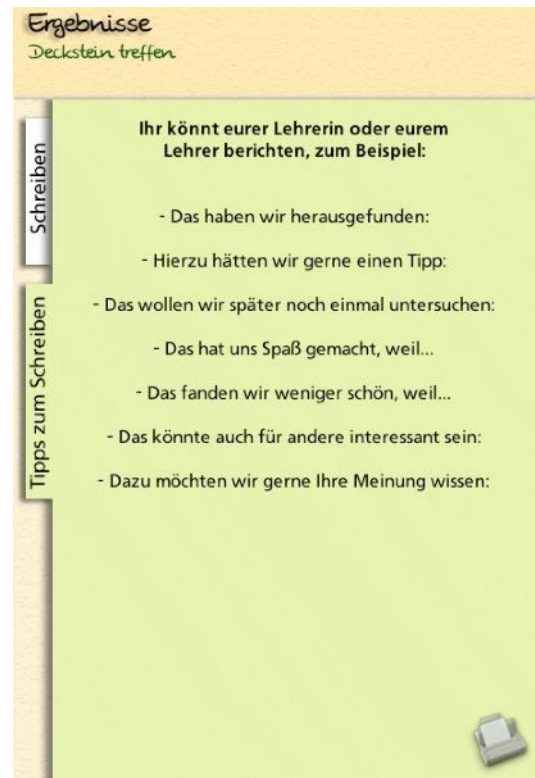 Ergebnisse
Deckstein treffen
Schreiben
Tipps zum Schreiben
Ihr könnt eurer Lehrerin oder eurem
Lehrer berichten, zum Beispiel:
- Das haben wir herausgefunden:
- Hierzu hätten wir gerne einen Tipp:
- Das wollen wir später noch einmal untersuchen:
- Das hat uns Spaß gemacht, weil...
- Das fanden wir weniger schön, weil...
- Das könnte auch für andere interessant sein:
- Dazu möchten wir gerne Ihre Meinung wissen: